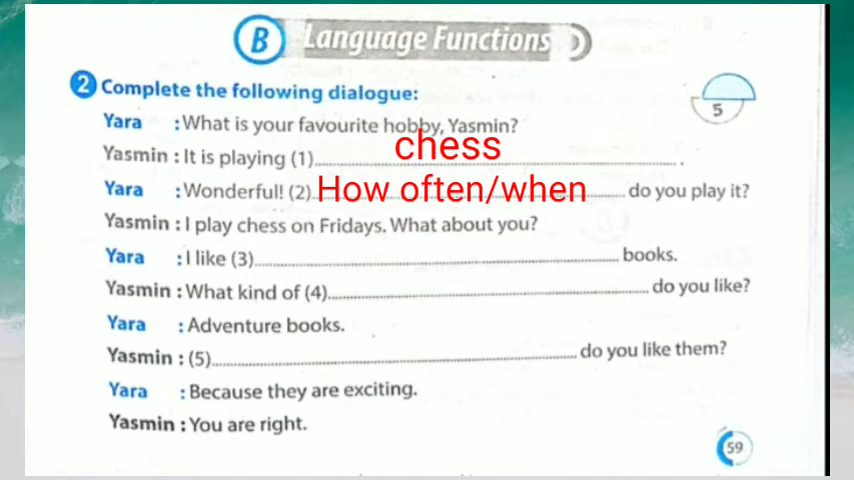 B Language Functions
2 Complete the following dialogue:
5
Yara : What is your favourite hobby, Yasmin?
Yasmin : It is playing (1) chess .
Yara : Wonderful! (2) How often/when do you play it?
Yasmin : I play chess on Fridays. What about you?
Yara : I like (3) books.
Yasmin : What kind of (4) do you like?
Yara : Adventure books.
Yasmin : (5) do you like them?
Yara : Because they are exciting.
Yasmin : You are right.
59